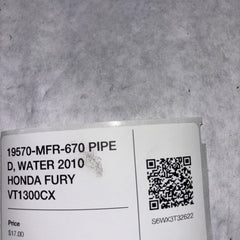 19570-MFR-670 PIPE
D, WATER 2010
HONDA FURY
VT1300CX
Price
$17.00
S6WX3T32622